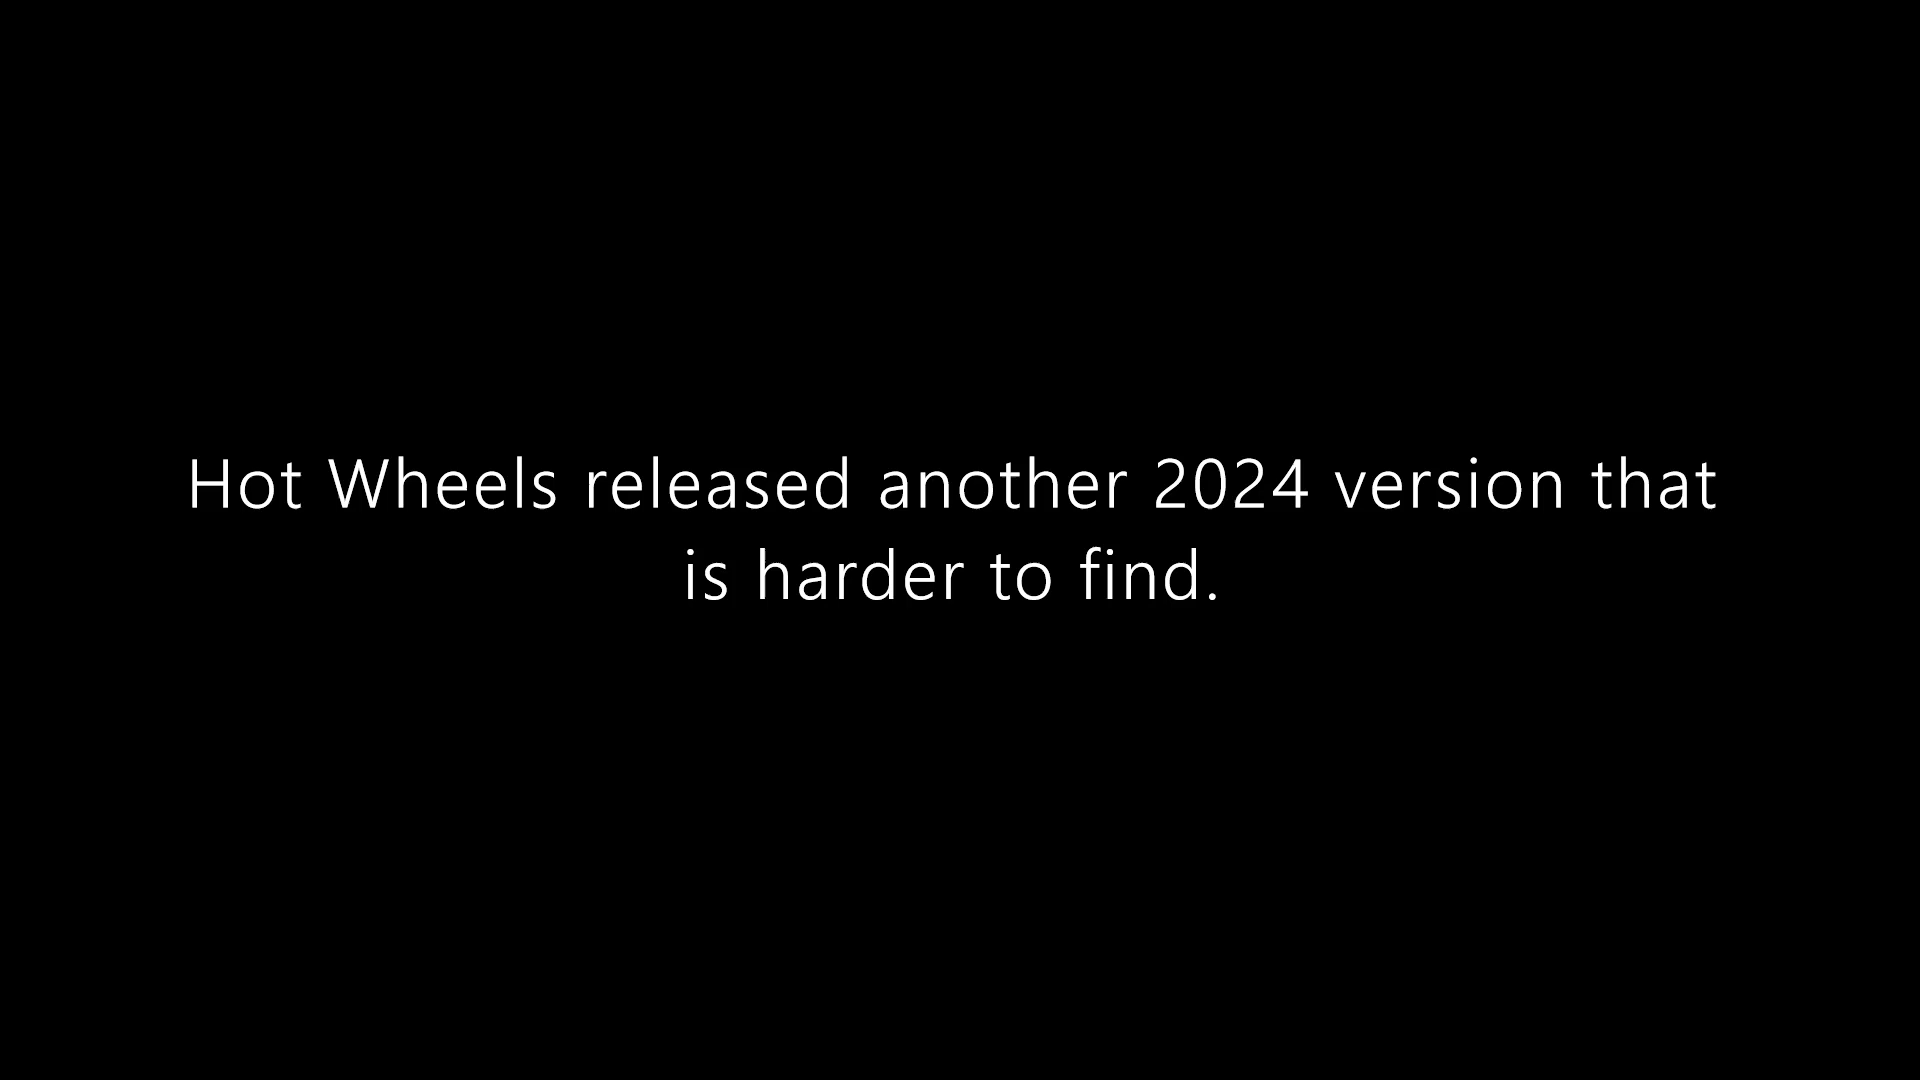 Hot Wheels released another 2024 version that
is harder to find.